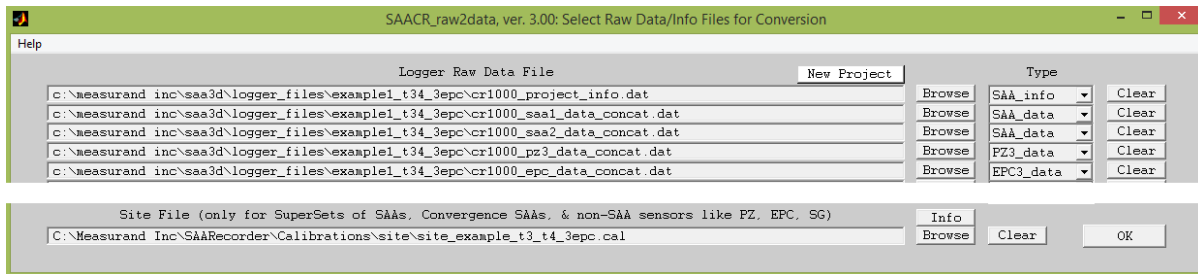 SAACR_raw2data, ver. 3.00: Select Raw Data/Info Files for Conversion
Help
Logger Raw Data File New Project Type
c:\measurand inc\saa3d\logger_files\example1_t34_3epc\cr1000_project_info.dat Browse SAA_info Clear
c:\measurand inc\saa3d\logger_files\example1_t34_3epc\cr1000_saa1_data_concat.dat Browse SAA_data Clear
c:\measurand inc\saa3d\logger_files\example1_t34_3epc\cr1000_saa2_data_concat.dat Browse SAA_data Clear
c:\measurand inc\saa3d\logger_files\example1_t34_3epc\cr1000_pz3_data_concat.dat Browse PZ3_data Clear
c:\measurand inc\saa3d\logger_files\example1_t34_3epc\cr1000_epc_data_concat.dat Browse EPC3_data Clear
Site File (only for SuperSets of SAAs, Convergence SAAs, & non-SAA sensors like PZ, EPC, SG) Info
C:\Measurand Inc\SAARecorder\Calibrations\site\site_example_t3_t4_3epc.cal Browse Clear OK